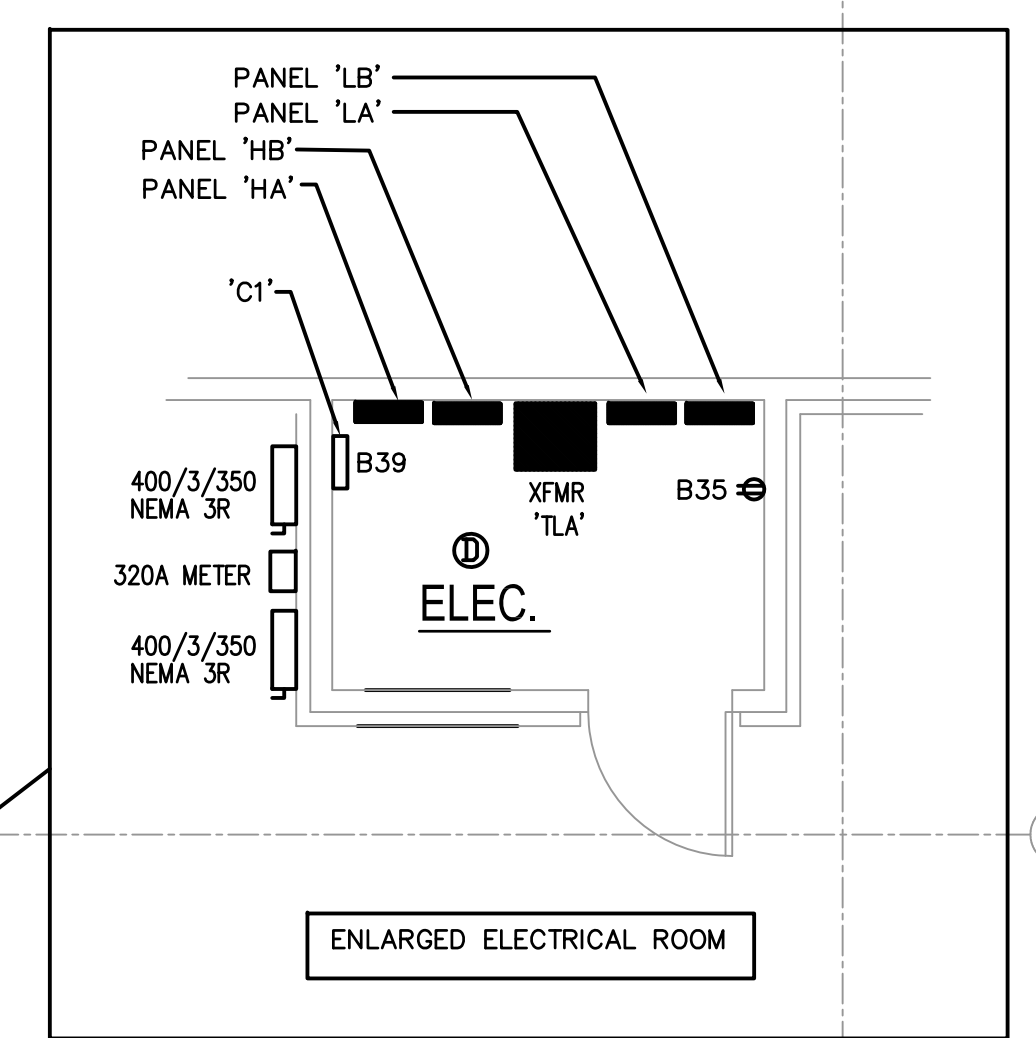 PANEL 'LB'
PANEL 'LA'
PANEL 'HB'
PANEL 'HA'
'C1'
B39
400/3/350
NEMA 3R
XFMR
'TLA'
B35
D
320A METER
ELEC.
400/3/350
NEMA 3R
ENLARGED ELECTRICAL ROOM